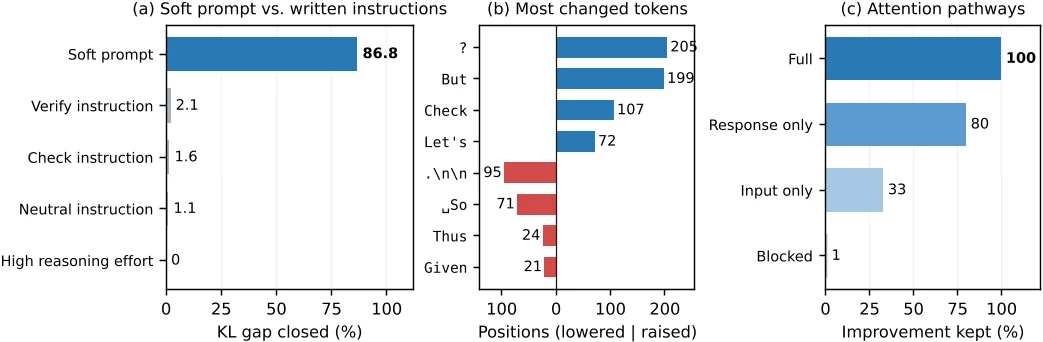 (a) Soft prompt vs. written instructions
Soft prompt 86.8
Verify instruction 2.1
Check instruction 1.6
Neutral instruction 1.1
High reasoning effort 0
0 25 50 75 100
KL gap closed (%)
(b) Most changed tokens
? 205
But 199
Check 107
Let's 72
.\n\n 95
␣So 71
Thus 24
Given 21
100 0 100 200
Positions (lowered | raised)
(c) Attention pathways
Full 100
Response only 80
Input only 33
Blocked 1
0 25 50 75 100
Improvement kept (%)